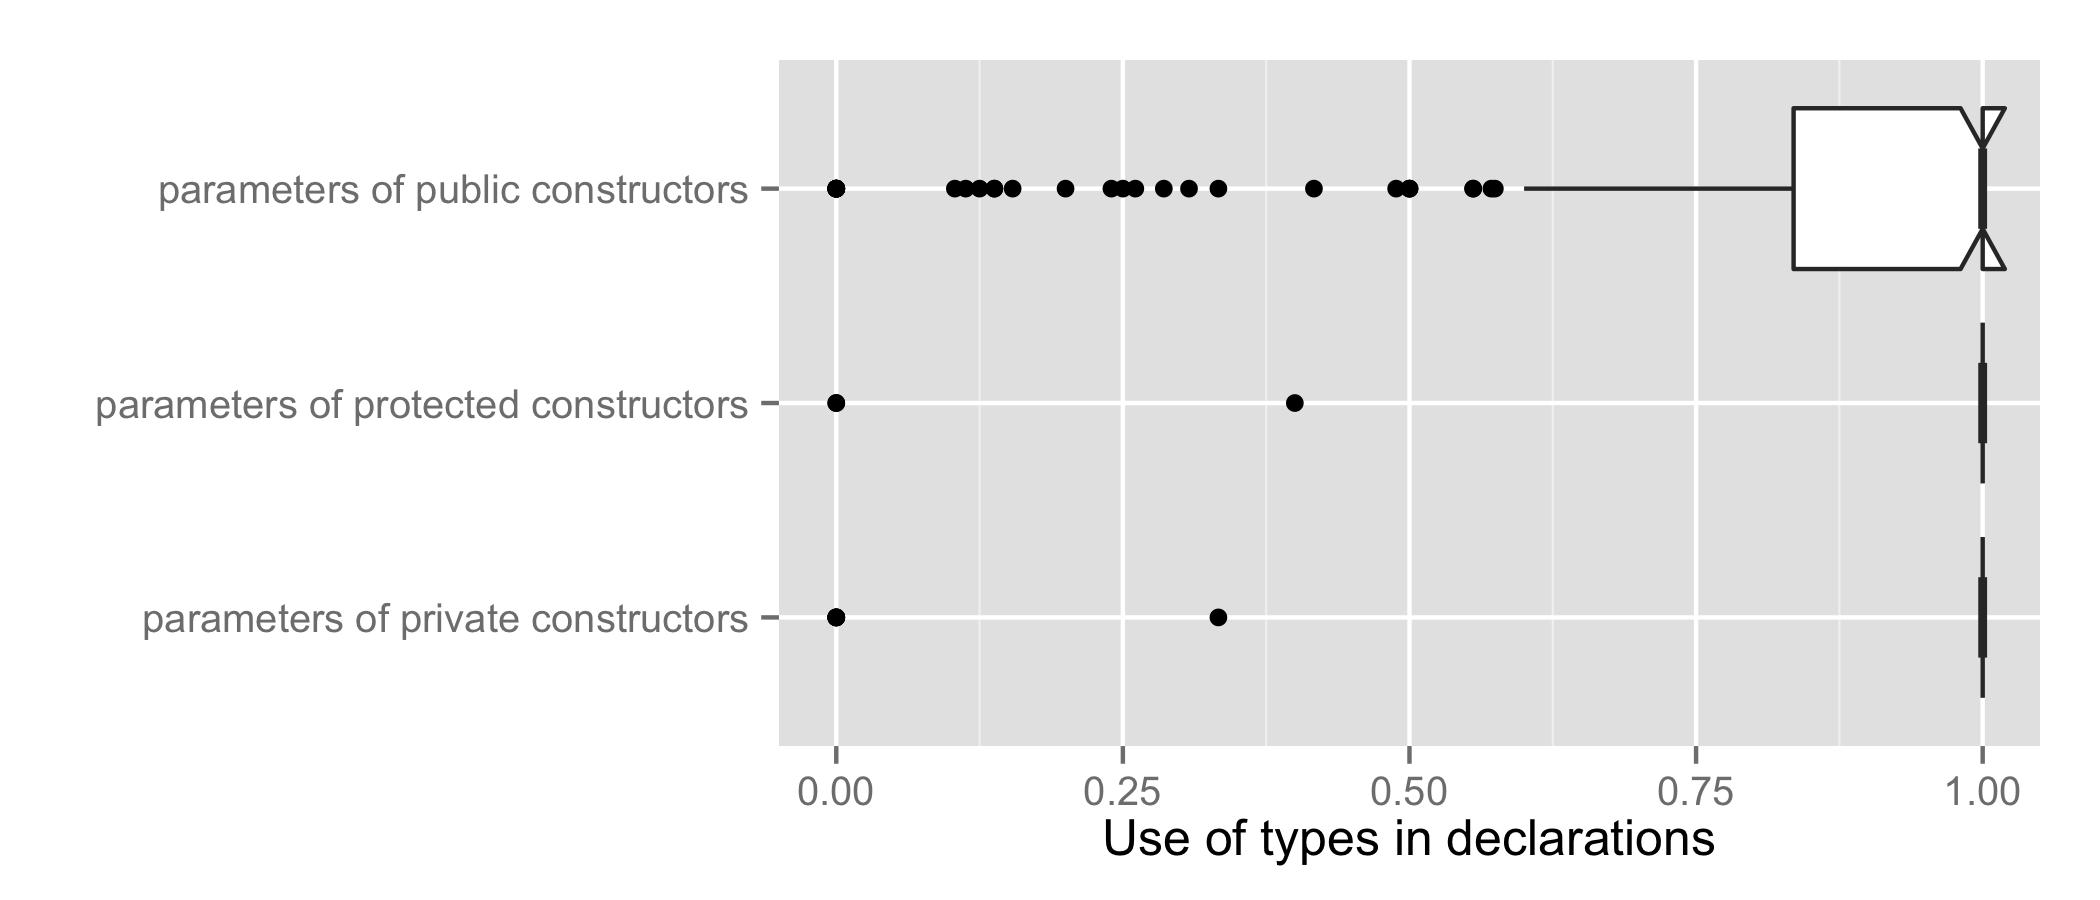 parameters of public constructors
parameters of protected constructors
parameters of private constructors
0.00 0.25 0.50 0.75 1.00
Use of types in declarations